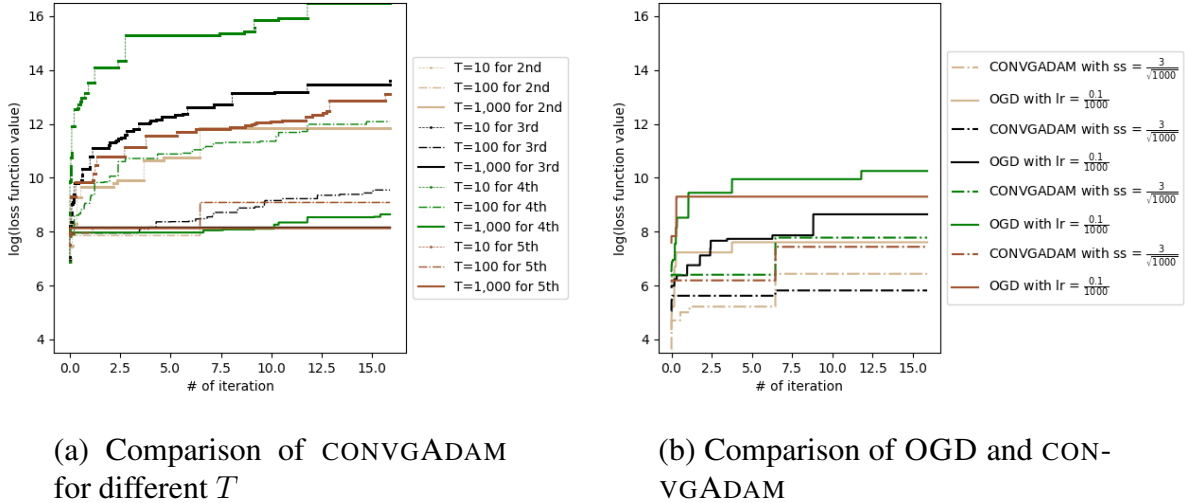 16
14
12
10
8
6
4
log(loss function value)
0.0 2.5 5.0 7.5 10.0 12.5 15.0
# of iteration
T=10 for 2nd
T=100 for 2nd
T=1,000 for 2nd
T=10 for 3rd
T=100 for 3rd
T=1,000 for 3rd
T=10 for 4th
T=100 for 4th
T=1,000 for 4th
T=10 for 5th
T=100 for 5th
T=1,000 for 5th
16
14
12
10
8
6
4
log(loss function value)
0.0 2.5 5.0 7.5 10.0 12.5 15.0
# of iteration
CONVGADAM with ss = 3/√1000
OGD with lr = 0.1/1000
CONVGADAM with ss = 3/√1000
OGD with lr = 0.1/1000
CONVGADAM with ss = 3/√1000
OGD with lr = 0.1/1000
CONVGADAM with ss = 3/√1000
OGD with lr = 0.1/1000
(a) Comparison of CONVGADAM
for different T
(b) Comparison of OGD and CON-
VGADAM